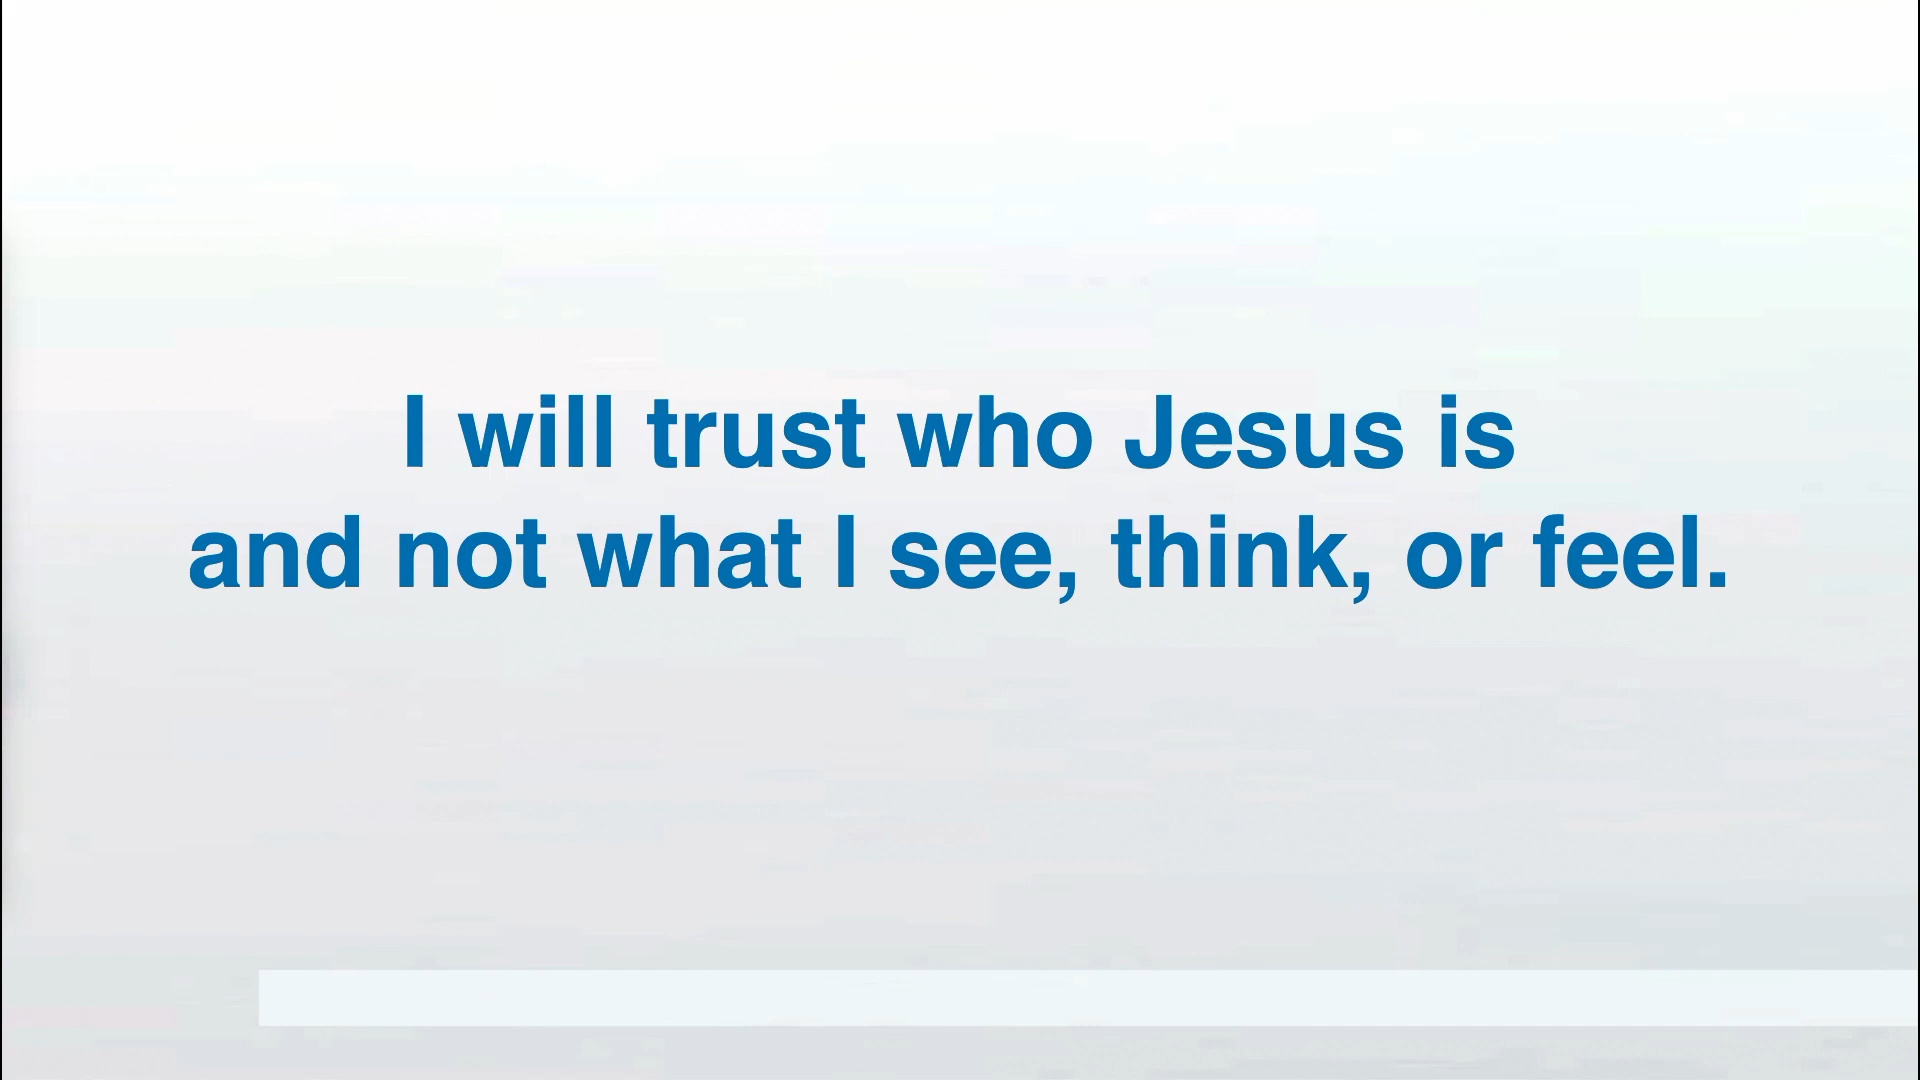 I will trust who Jesus is
and not what I see, think, or feel.